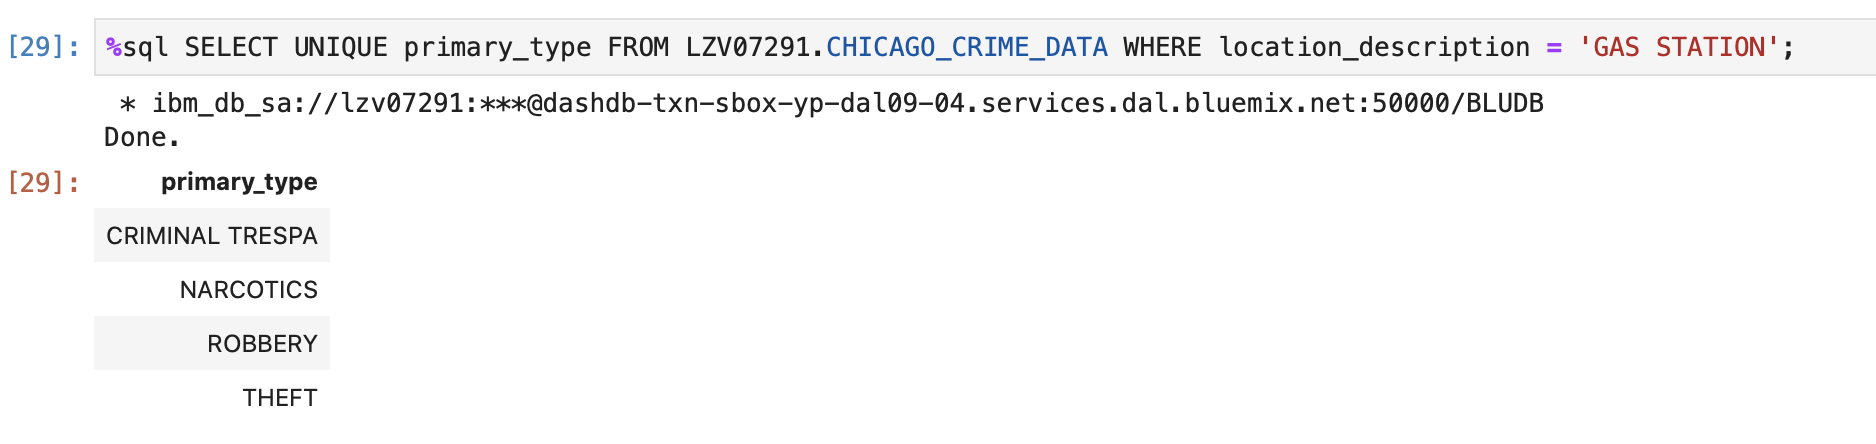 [29]: %sql SELECT UNIQUE primary_type FROM LZV07291.CHICAGO_CRIME_DATA WHERE location_description = 'GAS STATION';
* ibm_db_sa://lzv07291:***@dashdb-txn-sbox-yp-dal09-04.services.dal.bluemix.net:50000/BLUDB
Done.
[29]: primary_type
CRIMINAL TRESPA
NARCOTICS
ROBBERY
THEFT